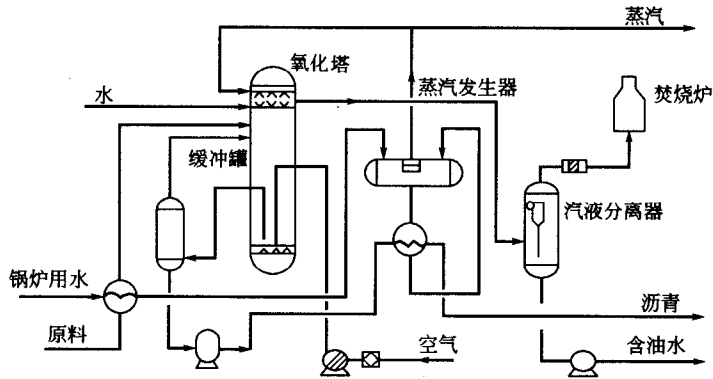 蒸汽
氧化塔
水
蒸汽发生器
焚烧炉
缓冲罐
汽液分离器
锅炉用水
沥青
原料
空气
含油水